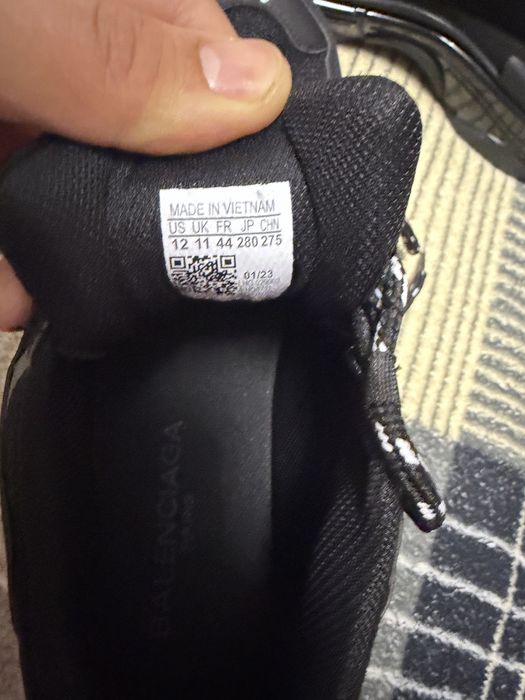 MADE IN VIETNAM
US UK FR JP CHN
12 11 44 280 275
01/23
BALENCIAGA